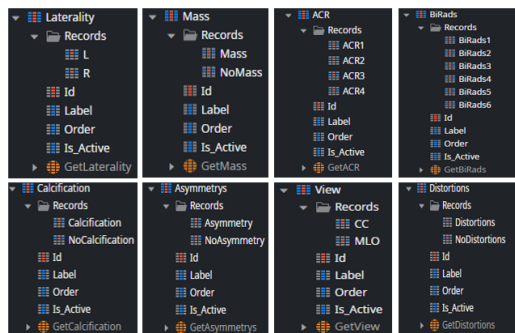 Laterality
Records
L
R
Id
Label
Order
Is_Active
GetLaterality
Mass
Records
Mass
NoMass
Id
Label
Order
Is_Active
GetMass
ACR
Records
ACR1
ACR2
ACR3
ACR4
Id
Label
Order
Is_Active
GetACR
BiRads
Records
BiRads1
BiRads2
BiRads3
BiRads4
BiRads5
BiRads6
Id
Label
Order
Is_Active
GetBiRads
Calcification
Records
Calcification
NoCalcification
Id
Label
Order
Is_Active
GetCalcification
Asymmetrys
Records
Asymmetry
NoAsymmetry
Id
Label
Order
Is_Active
GetAsymmetrys
View
Records
CC
MLO
Id
Label
Order
Is_Active
GetView
Distortions
Records
Distortions
NoDistortions
Id
Label
Order
Is_Active
GetDistortions